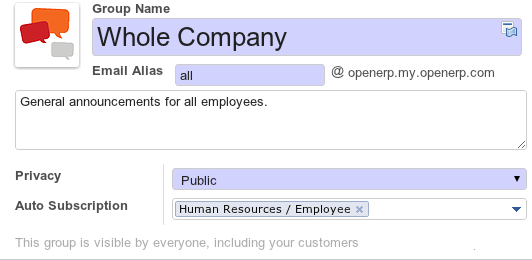 Group Name
Whole Company
Email Alias all @ openerp.my.openerp.com
General announcements for all employees.
Privacy Public
Auto Subscription Human Resources / Employee ×
This group is visible by everyone, including your customers